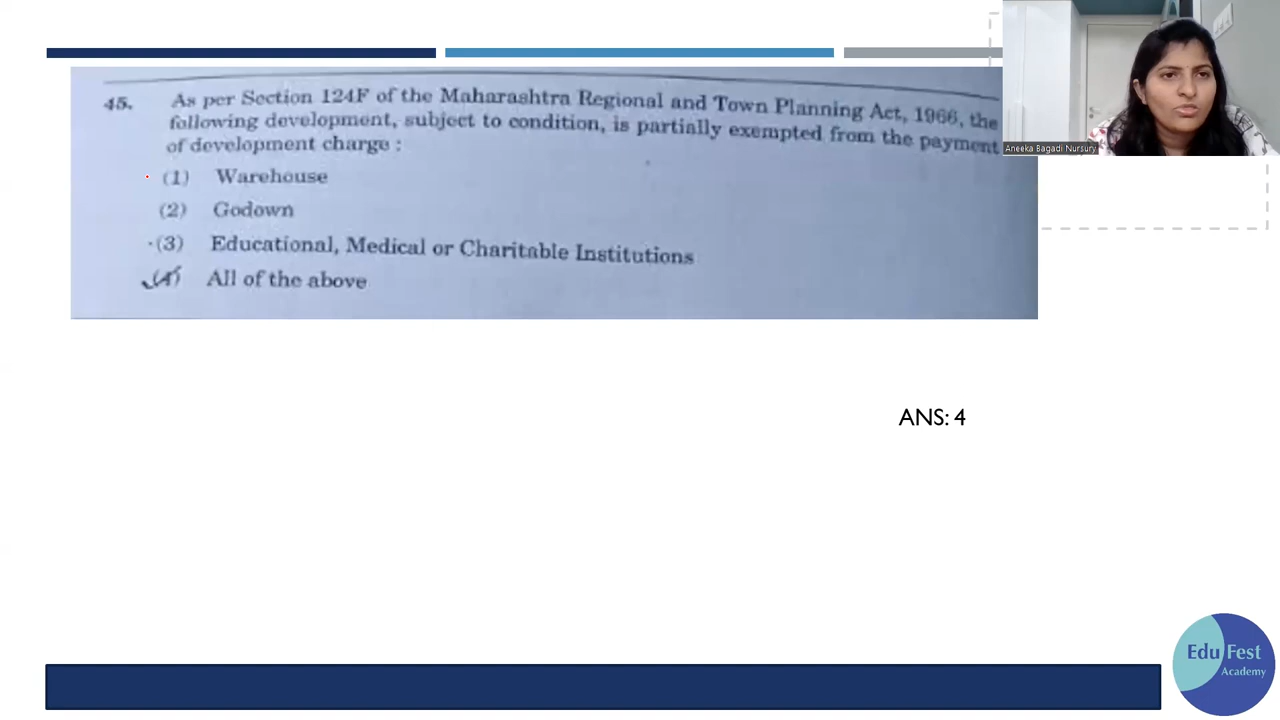 45. As per Section 124F of the Maharashtra Regional and Town Planning Act, 1966, the
following development, subject to condition, is partially exempted from the payment
of development charge :
(1) Warehouse
(2) Godown
(3) Educational, Medical or Charitable Institutions
(4) All of the above
Aneeka Bagadi Nursury
ANS: 4
Edu Fest
Academy